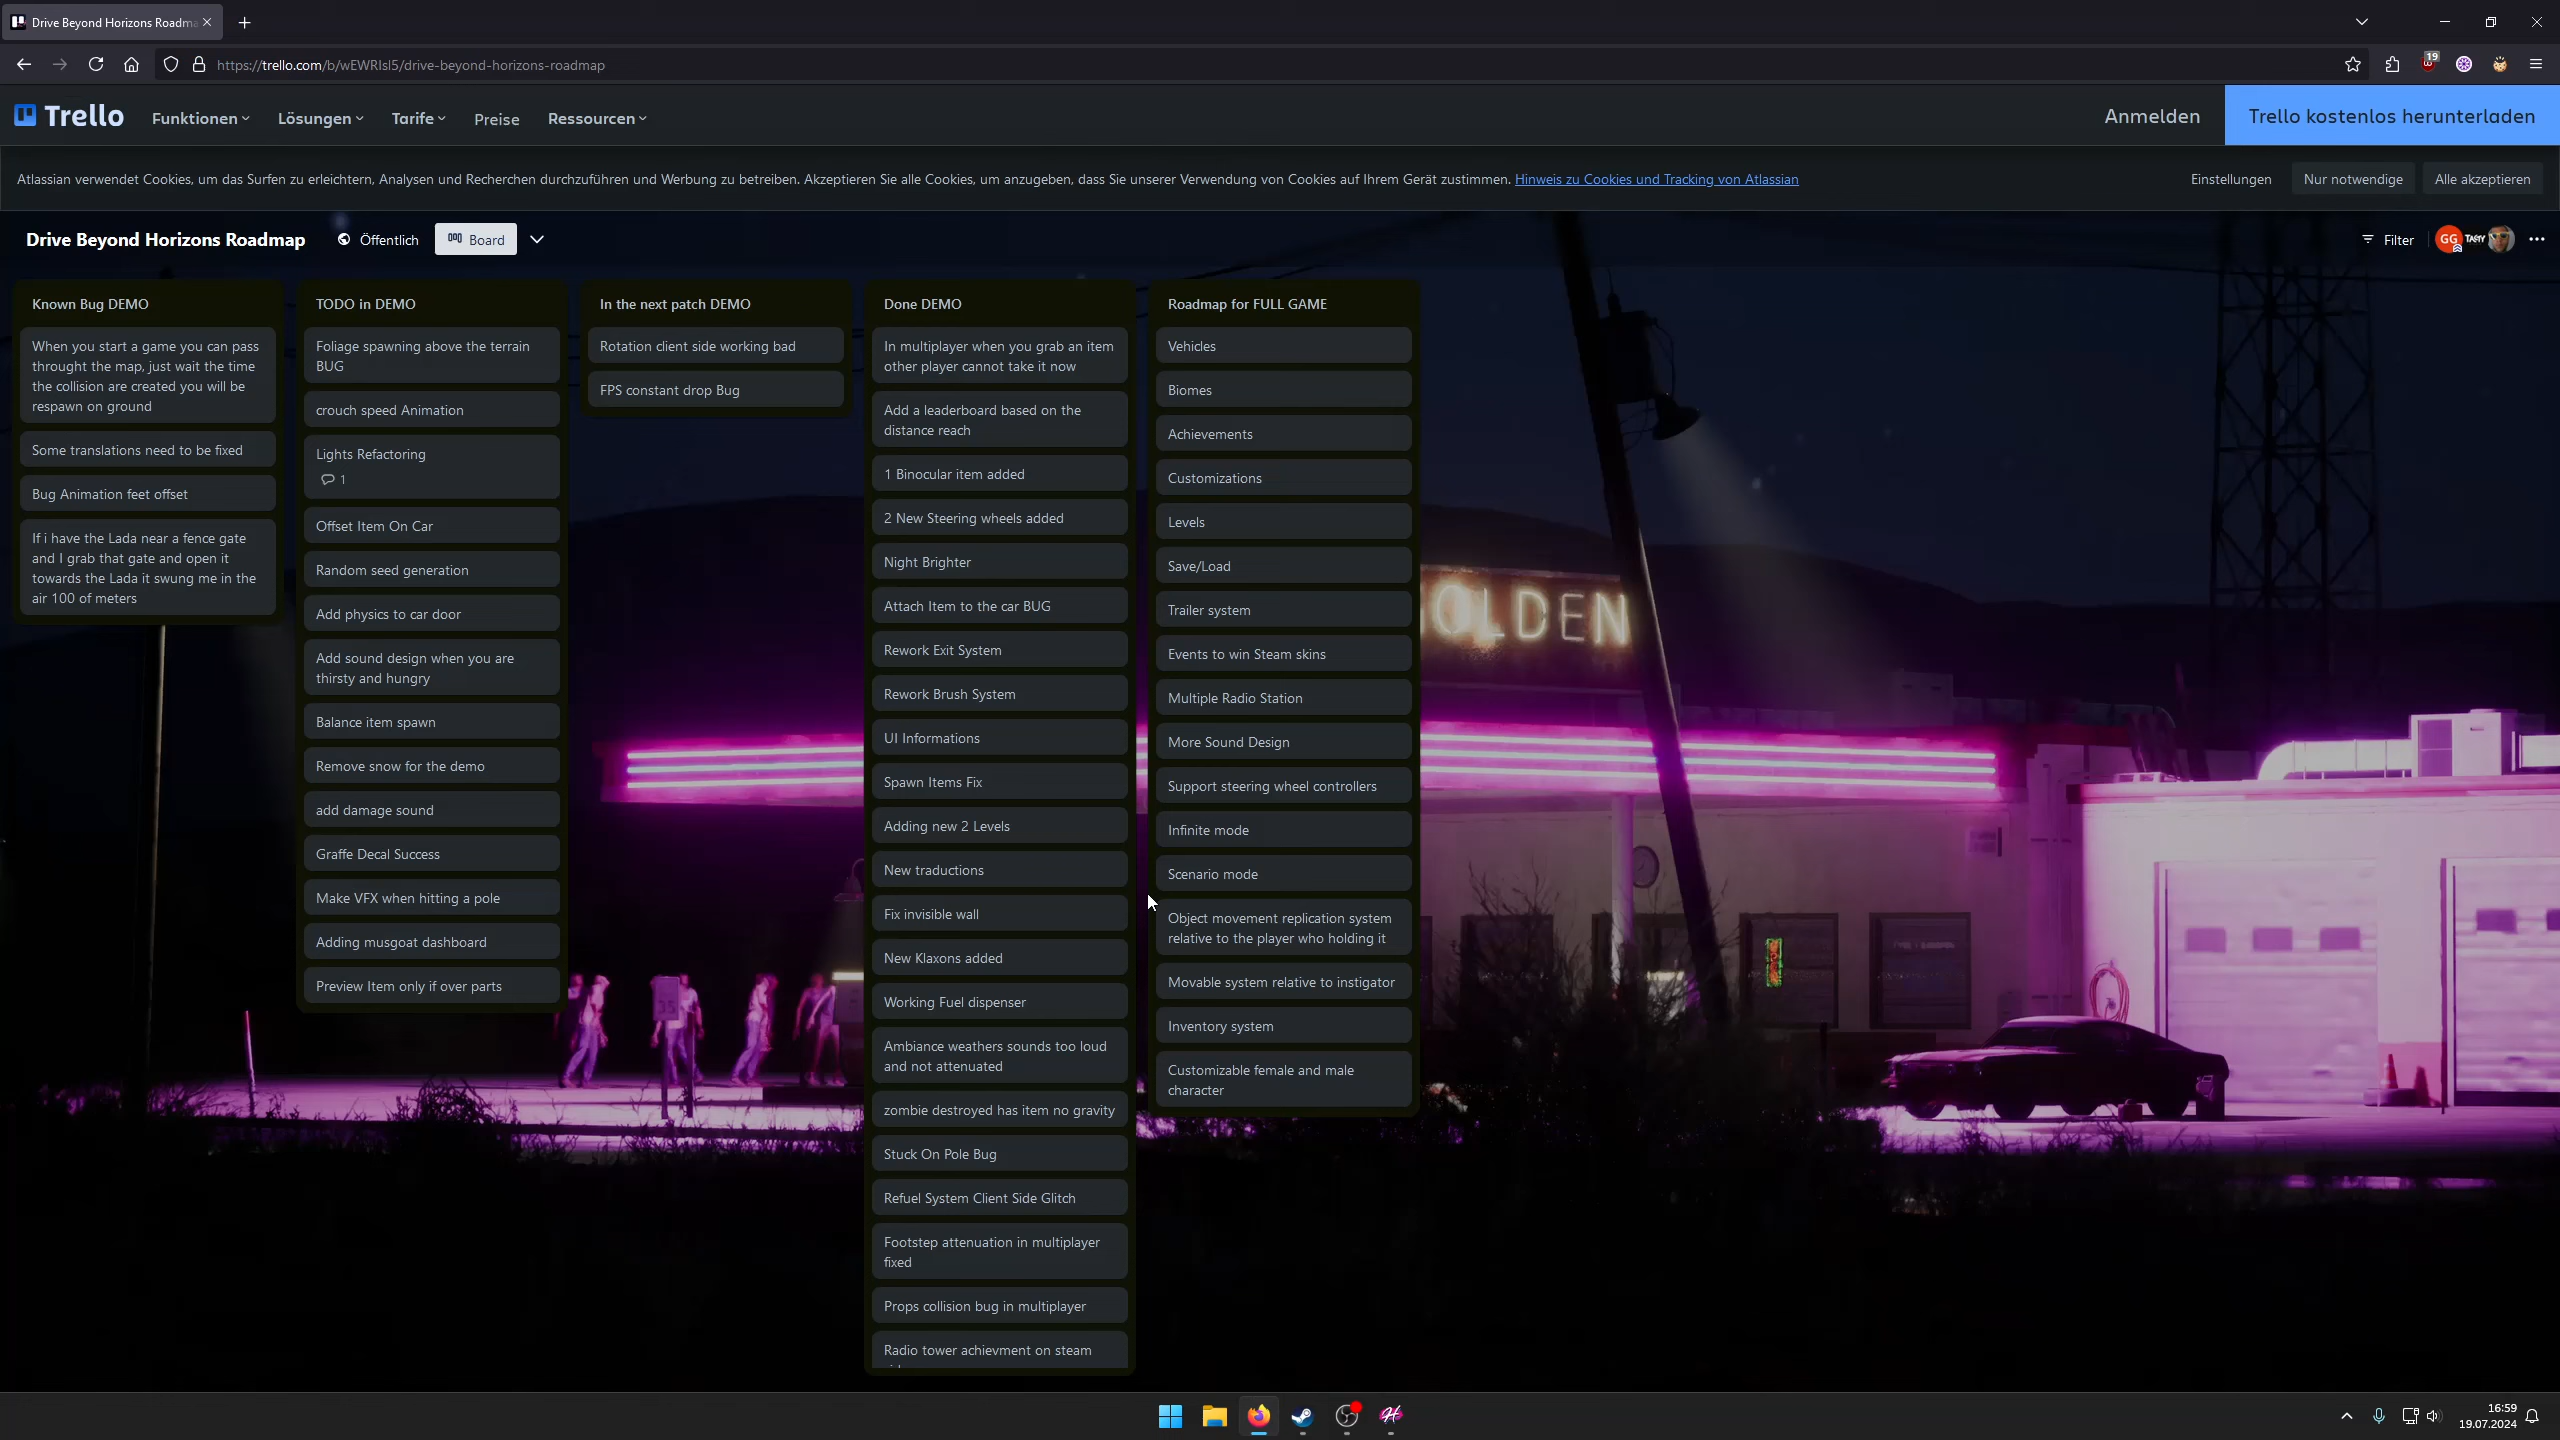 Drive Beyond Horizons Roadm
https://trello.com/b/wEWRIsI5/drive-beyond-horizons-roadmap
19
Trello
Funktionen
Lösungen
Tarife
Preise
Ressourcen
Anmelden
Trello kostenlos herunterladen
Atlassian verwendet Cookies, um das Surfen zu erleichtern, Analysen und Recherchen durchzuführen und Werbung zu betreiben. Akzeptieren Sie alle Cookies, um anzugeben, dass Sie unserer Verwendung von Cookies auf Ihrem Gerät zustimmen. Hinweis zu Cookies und Tracking von Atlassian
Einstellungen
Nur notwendige
Alle akzeptieren
Drive Beyond Horizons Roadmap
Öffentlich
Board
Filter
GG
TASTY
Known Bug DEMO
When you start a game you can pass
throught the map, just wait the time
the collision are created you will be
respawn on ground
Some translations need to be fixed
Bug Animation feet offset
If i have the Lada near a fence gate
and I grab that gate and open it
towards the Lada it swung me in the
air 100 of meters
TODO in DEMO
Foliage spawning above the terrain
BUG
crouch speed Animation
Lights Refactoring
1
Offset Item On Car
Random seed generation
Add physics to car door
Add sound design when you are
thirsty and hungry
Balance item spawn
Remove snow for the demo
add damage sound
Graffe Decal Success
Make VFX when hitting a pole
Adding musgoat dashboard
Preview Item only if over parts
In the next patch DEMO
Rotation client side working bad
FPS constant drop Bug
Done DEMO
In multiplayer when you grab an item
other player cannot take it now
Add a leaderboard based on the
distance reach
1 Binocular item added
2 New Steering wheels added
Night Brighter
Attach Item to the car BUG
Rework Exit System
Rework Brush System
UI Informations
Spawn Items Fix
Adding new 2 Levels
New traductions
Fix invisible wall
New Klaxons added
Working Fuel dispenser
Ambiance weathers sounds too loud
and not attenuated
zombie destroyed has item no gravity
Stuck On Pole Bug
Refuel System Client Side Glitch
Footstep attenuation in multiplayer
fixed
Props collision bug in multiplayer
Radio tower achievment on steam
Roadmap for FULL GAME
Vehicles
Biomes
Achievements
Customizations
Levels
Save/Load
Trailer system
Events to win Steam skins
Multiple Radio Station
More Sound Design
Support steering wheel controllers
Infinite mode
Scenario mode
Object movement replication system
relative to the player who holding it
Movable system relative to instigator
Inventory system
Customizable female and male
character
OLDEN
35
16:59
19.07.2024